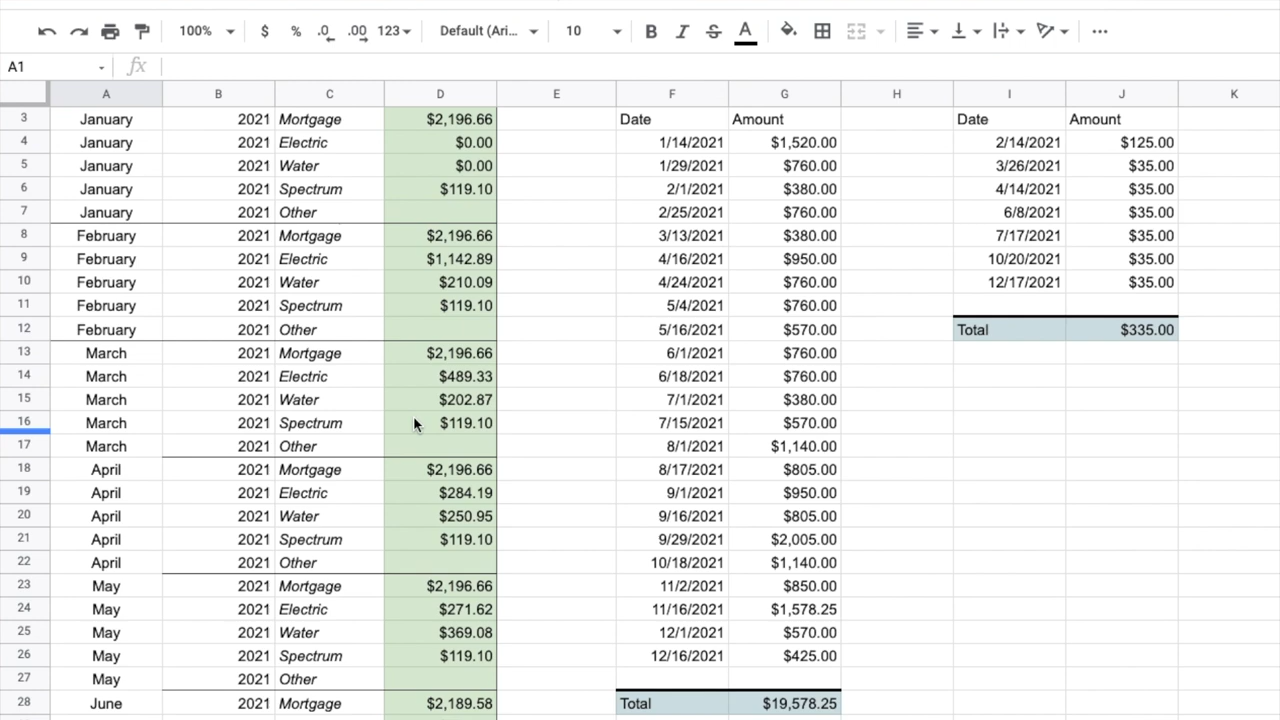 100% $ % .0 .00 123 Default (Ari... 10 B I S A ...
A1 fx
A B C D E F G H I J K
3 January 2021 Mortgage $2,196.66 Date Amount Date Amount
4 January 2021 Electric $0.00 1/14/2021 $1,520.00 2/14/2021 $125.00
5 January 2021 Water $0.00 1/29/2021 $760.00 3/26/2021 $35.00
6 January 2021 Spectrum $119.10 2/1/2021 $380.00 4/14/2021 $35.00
7 January 2021 Other 2/25/2021 $760.00 6/8/2021 $35.00
8 February 2021 Mortgage $2,196.66 3/13/2021 $380.00 7/17/2021 $35.00
9 February 2021 Electric $1,142.89 4/16/2021 $950.00 10/20/2021 $35.00
10 February 2021 Water $210.09 4/24/2021 $760.00 12/17/2021 $35.00
11 February 2021 Spectrum $119.10 5/4/2021 $760.00
12 February 2021 Other 5/16/2021 $570.00 Total $335.00
13 March 2021 Mortgage $2,196.66 6/1/2021 $760.00
14 March 2021 Electric $489.33 6/18/2021 $760.00
15 March 2021 Water $202.87 7/1/2021 $380.00
16 March 2021 Spectrum $119.10 7/15/2021 $570.00
17 March 2021 Other 8/1/2021 $1,140.00
18 April 2021 Mortgage $2,196.66 8/17/2021 $805.00
19 April 2021 Electric $284.19 9/1/2021 $950.00
20 April 2021 Water $250.95 9/16/2021 $805.00
21 April 2021 Spectrum $119.10 9/29/2021 $2,005.00
22 April 2021 Other 10/18/2021 $1,140.00
23 May 2021 Mortgage $2,196.66 11/2/2021 $850.00
24 May 2021 Electric $271.62 11/16/2021 $1,578.25
25 May 2021 Water $369.08 12/1/2021 $570.00
26 May 2021 Spectrum $119.10 12/16/2021 $425.00
27 May 2021 Other
28 June 2021 Mortgage $2,189.58 Total $19,578.25